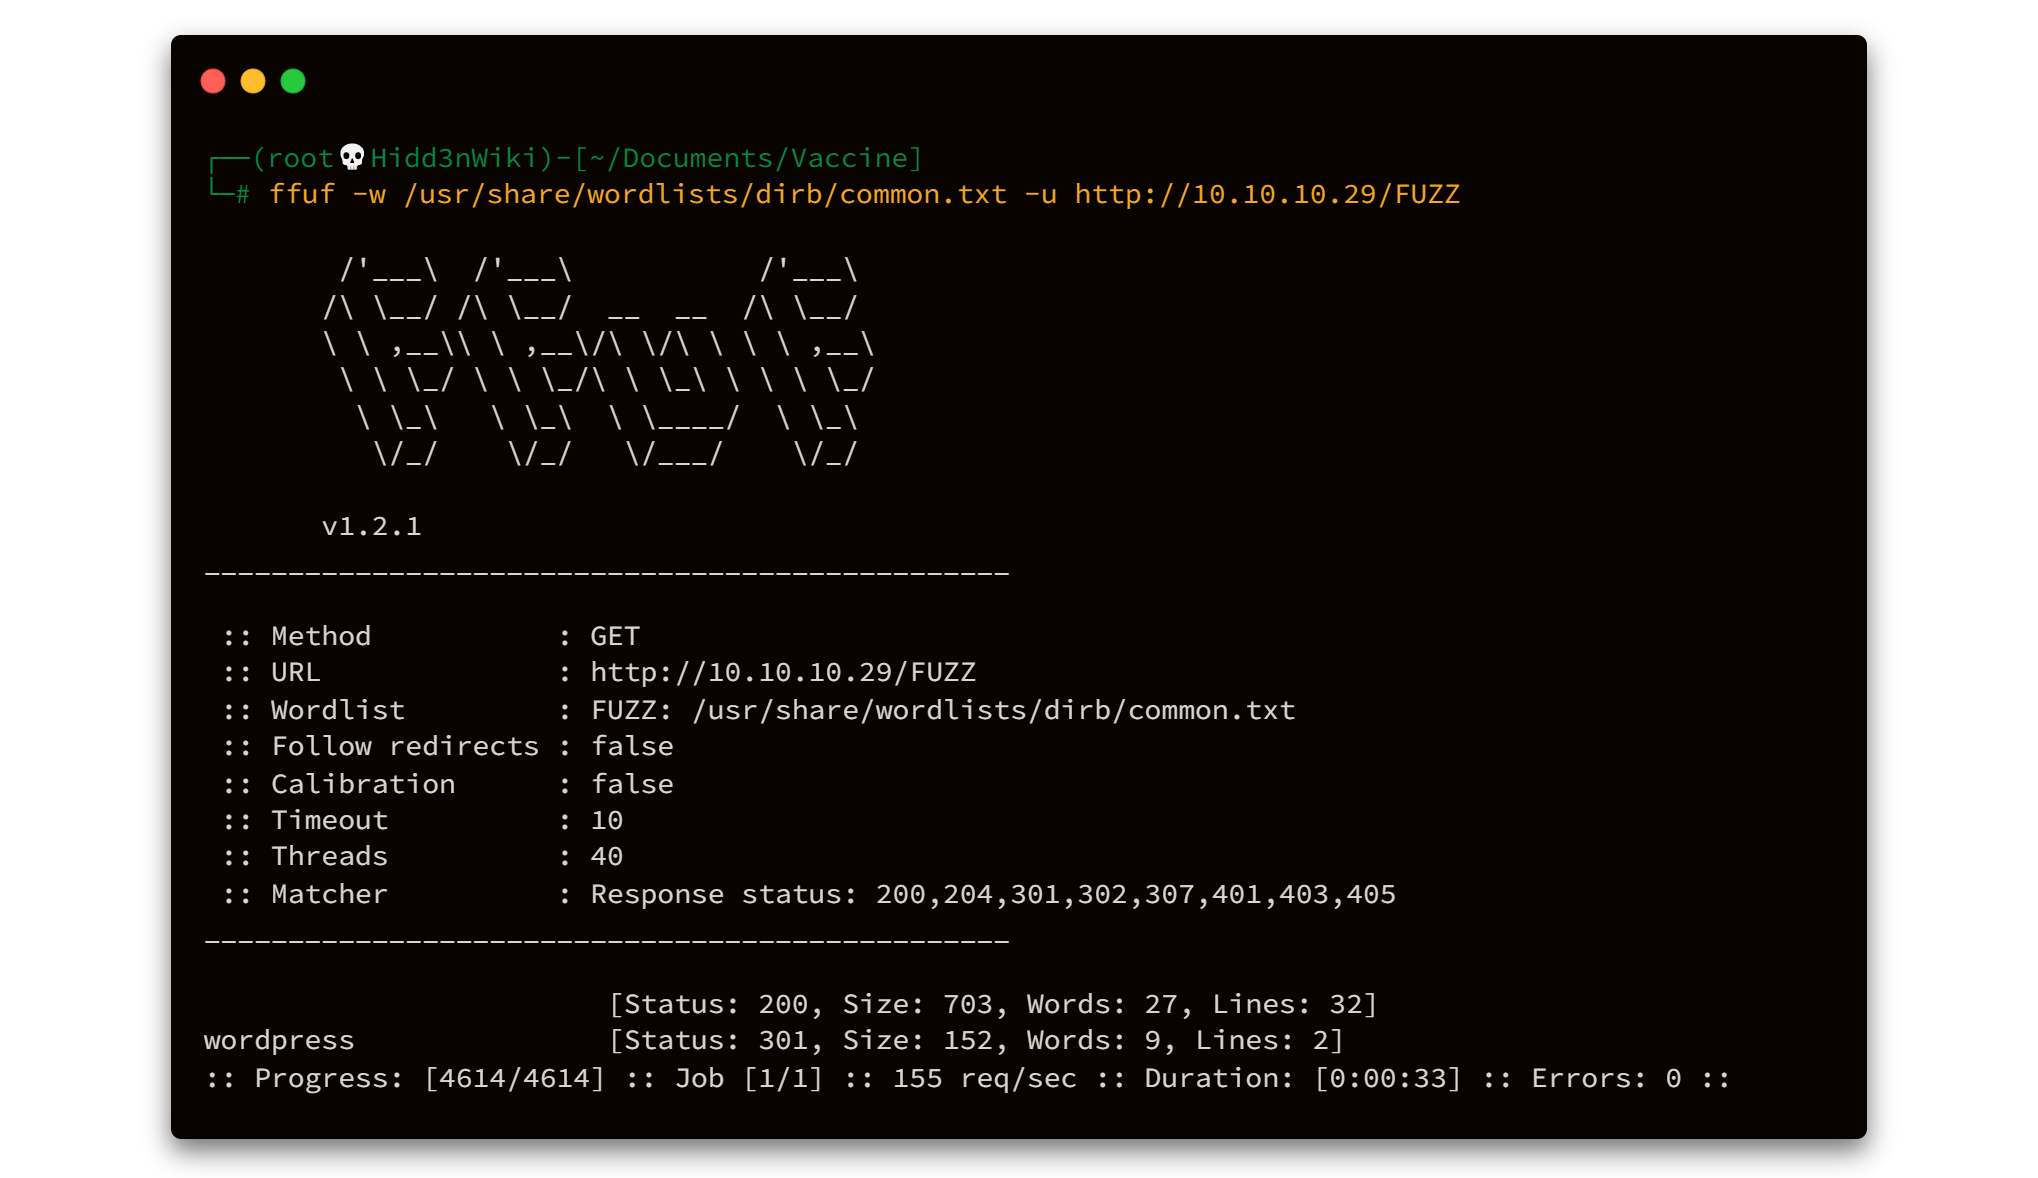 ┌──(root💀Hidd3nWiki)-[~/Documents/Vaccine]
└─# ffuf -w /usr/share/wordlists/dirb/common.txt -u http://10.10.10.29/FUZZ
        /'___\  /'___\           /'___\
       /\ \__/ /\ \__/  __  __  /\ \__/
       \ \ ,__\\ \ ,__\/\ \/\ \ \ \ ,__\
        \ \ \_/ \ \ \_/\ \ \_\ \ \ \ \_/
         \ \_\   \ \_\  \ \____/  \ \_\
          \/_/    \/_/   \/___/    \/_/
       v1.2.1
________________________________________________
 :: Method           : GET
 :: URL              : http://10.10.10.29/FUZZ
 :: Wordlist         : FUZZ: /usr/share/wordlists/dirb/common.txt
 :: Follow redirects : false
 :: Calibration      : false
 :: Timeout          : 10
 :: Threads          : 40
 :: Matcher          : Response status: 200,204,301,302,307,401,403,405
________________________________________________
                        [Status: 200, Size: 703, Words: 27, Lines: 32]
wordpress               [Status: 301, Size: 152, Words: 9, Lines: 2]
:: Progress: [4614/4614] :: Job [1/1] :: 155 req/sec :: Duration: [0:00:33] :: Errors: 0 ::